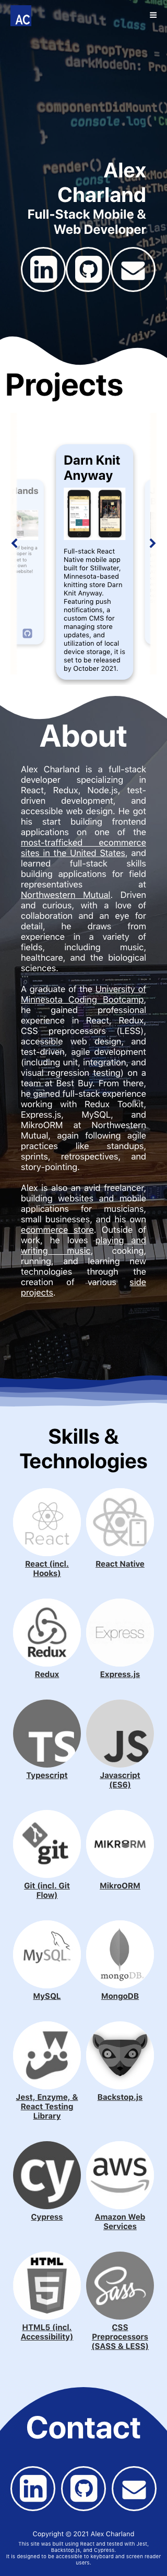 AC
Alex
Charland
Full-Stack Mobile &
Web Developer
Projects
Darn Knit
Anyway
Full-stack React
Native mobile app
built for Stillwater,
Minnesota-based
knitting store Darn
Knit Anyway.
Featuring push
notifications, a
custom CMS for
managing store
updates, and
utilization of local
device storage, it is
set to be released
by October 2021.
About
Alex Charland is a full-stack
developer specializing in
React, Redux, Node.js, test-
driven development, and
accessible web design. He got
his start building frontend
applications on one of the
most-trafficked ecommerce
sites in the United States, and
learned full-stack skills
building applications for field
representatives at
Northwestern Mutual. Driven
and curious, with a love of
collaboration and an eye for
detail, he draws from
experience in a variety of
fields, including music,
healthcare, and the biological
sciences.
A graduate of the University of
Minnesota Coding Bootcamp,
he gained professional
experience in React, Redux,
CSS Preprocessors (LESS),
accessible web design, and
test-driven, agile development
(including unit, integration, and
visual regression testing) on a
team at Best Buy. From there,
he gained full-stack experience
working with Redux Toolkit,
Express.js, MySQL, and
MikroORM at Northwestern
Mutual, again following agile
practices like standups,
sprints, retrospectives, and
story-pointing.
Alex is also an avid freelancer,
building websites and mobile
applications for musicians,
small businesses, and his own
ecommerce store. Outside of
work, he loves playing and
writing music, cooking,
running, and learning new
technologies through the
creation of various side
projects.
Skills &
Technologies
React
React (incl.
Hooks)
React Native
Redux
Redux
Express
Express.js
TS
Typescript
JS
Javascript
(ES6)
git
Git (incl. Git
Flow)
MIKRORM
MikroORM
MySQL
MySQL
mongoDB
MongoDB
Jest, Enzyme, &
React Testing
Library
Backstop.js
cy
Cypress
aws
Amazon Web
Services
HTML
5
HTML5 (incl.
Accessibility)
Sass
CSS
Preprocessors
(SASS & LESS)
Contact
Copyright © 2021 Alex Charland
This site was built using React and tested with Jest,
Backstop.js, and Cypress.
It is designed to be accessible to keyboard and screen reader
users.